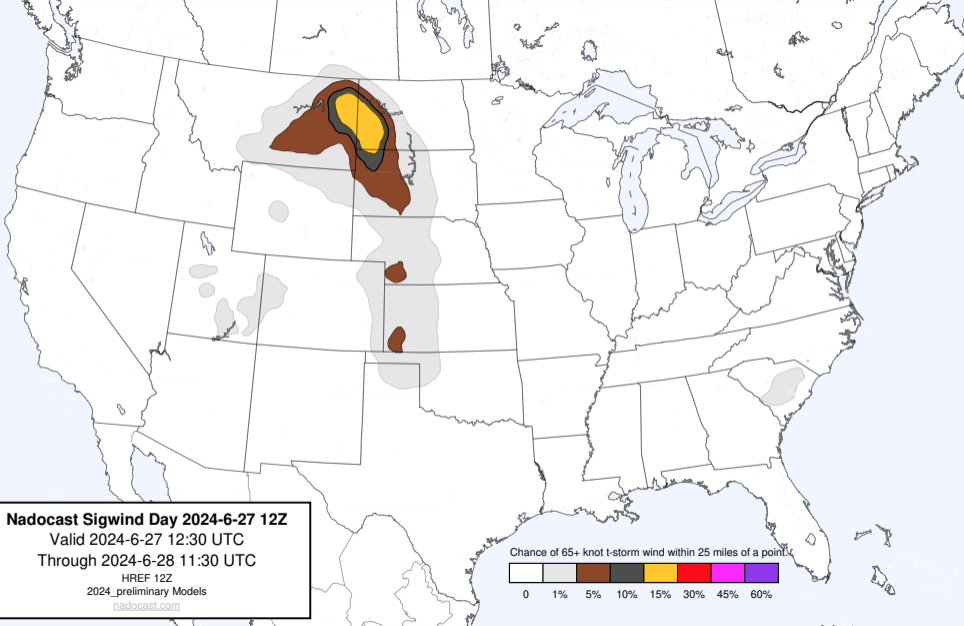 Nadocast Sigwind Day 2024-6-27 12Z
Valid 2024-6-27 12:30 UTC
Through 2024-6-28 11:30 UTC
HREF 12Z
2024_preliminary Models
nadocast.com
Chance of 65+ knot t-storm wind within 25 miles of a point.
0 1% 5% 10% 15% 30% 45% 60%